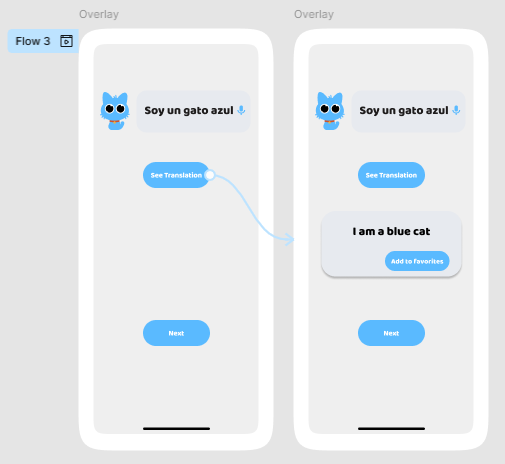 Overlay
Overlay
Flow 3
Soy un gato azul
See Translation
Next
Soy un gato azul
See Translation
I am a blue cat
Add to Favorites
Next